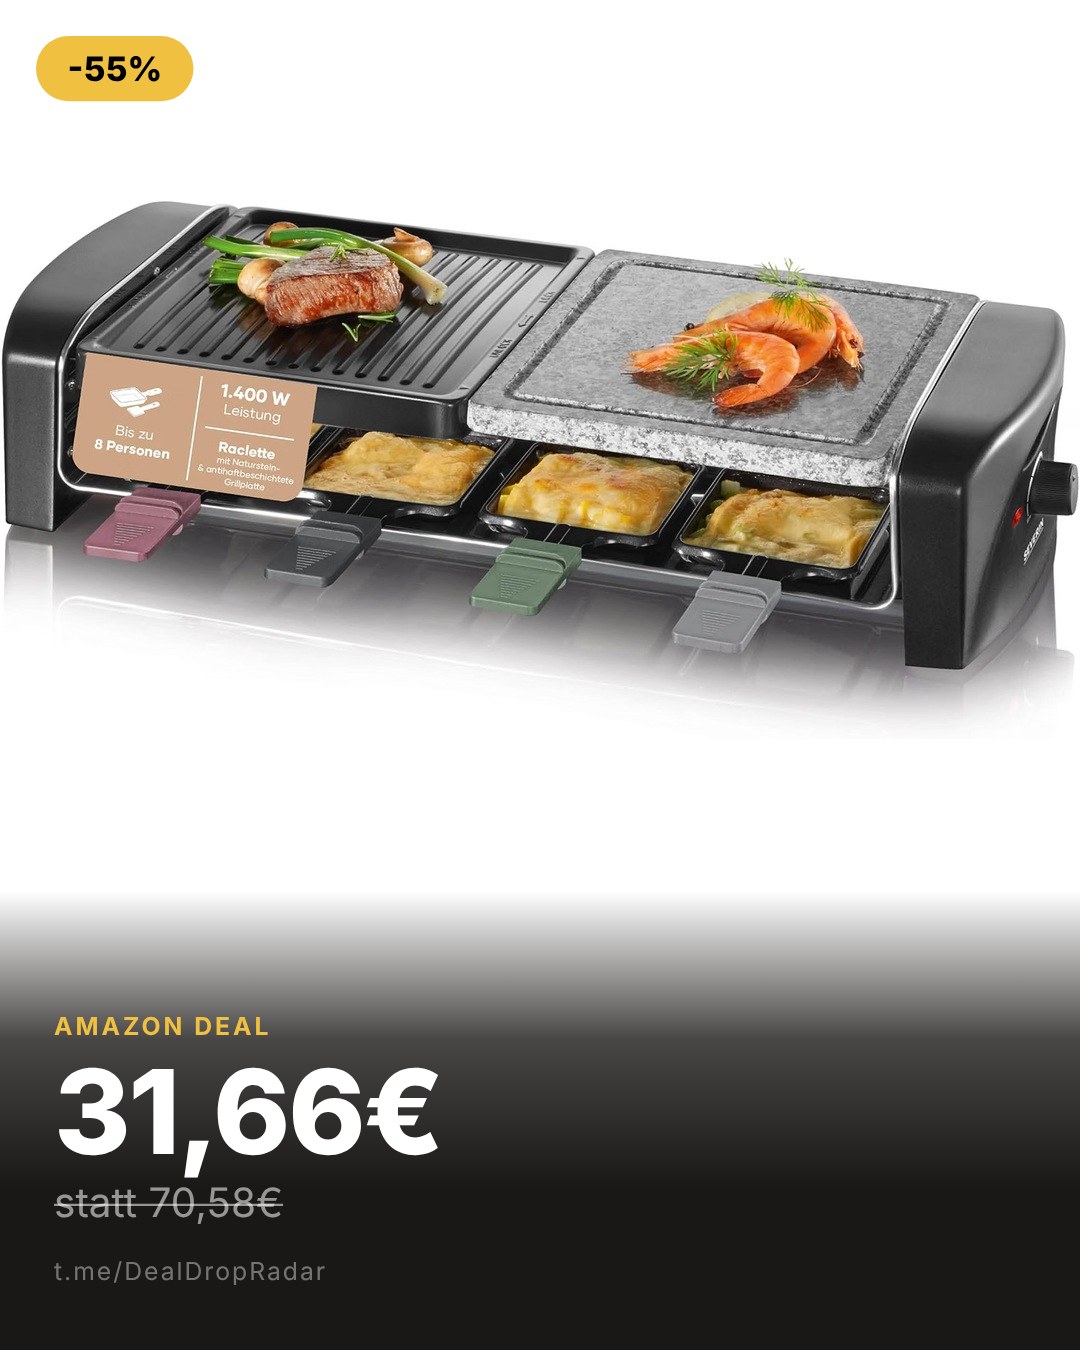 -55%
Bis zu
8 Personen
1.400 W
Leistung
Raclette
mit Naturstein-
& antihaftbeschichtete
Grillplatte
SEVERIN
AMAZON DEAL
31,66€
statt 70,58€
t.me/DealDropRadar